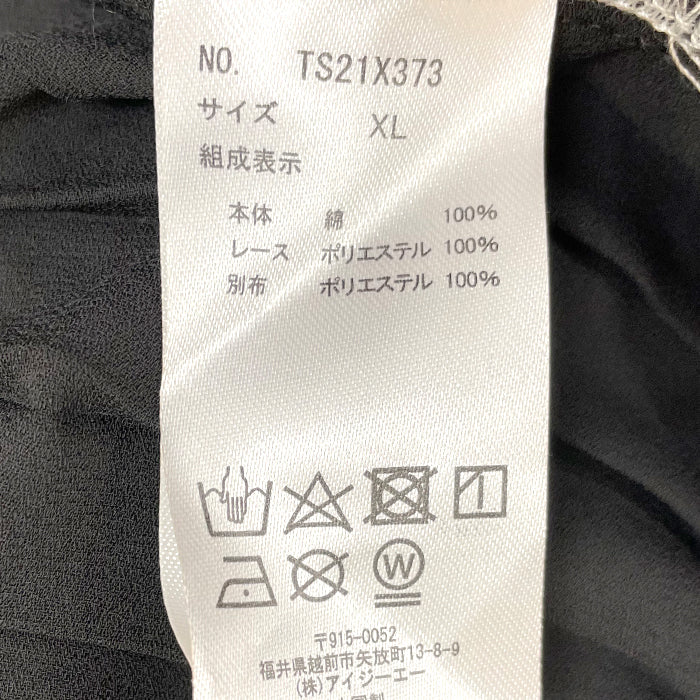 NO. TS21X373
サイズ XL
組成表示
本体 綿 100%
レース ポリエステル 100%
別布 ポリエステル 100%
W
〒915-0052
福井県越前市矢放町13-8-9
(株)アイジーエー